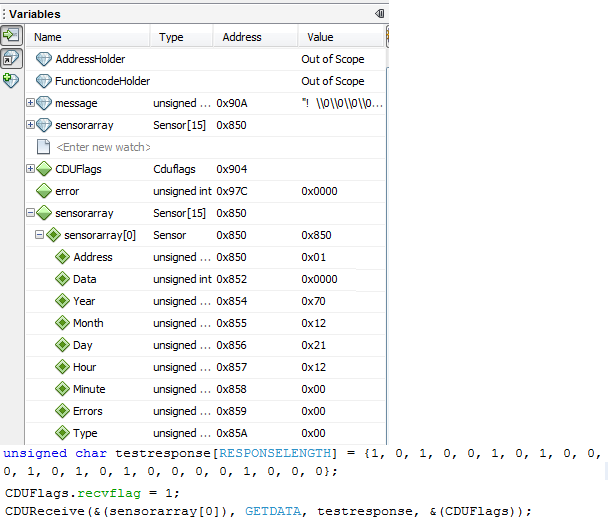 Variables
Name Type Address Value
AddressHolder Out of Scope
FunctioncodeHolder Out of Scope
message unsigned ... 0x90A "! \\0\\0\\0\\0...
sensorarray Sensor[15] 0x850
<Enter new watch>
CDUFlags Cduflags 0x904
error unsigned int 0x97C 0x0000
sensorarray Sensor[15] 0x850
sensorarray[0] Sensor 0x850 0x850
Address unsigned ... 0x850 0x01
Data unsigned int 0x852 0x0000
Year unsigned ... 0x854 0x70
Month unsigned ... 0x855 0x12
Day unsigned ... 0x856 0x21
Hour unsigned ... 0x857 0x12
Minute unsigned ... 0x858 0x00
Errors unsigned ... 0x859 0x00
Type unsigned ... 0x85A 0x00
unsigned char testresponse[RESPONSELENGTH] = {1, 0, 1, 0, 0, 1, 0, 1, 0, 0,
0, 1, 0, 1, 0, 1, 0, 0, 0, 0, 1, 0, 0, 0};
CDUFlags.recvflag = 1;
CDUReceive(&(sensorarray[0]), GETDATA, testresponse, &(CDUFlags));